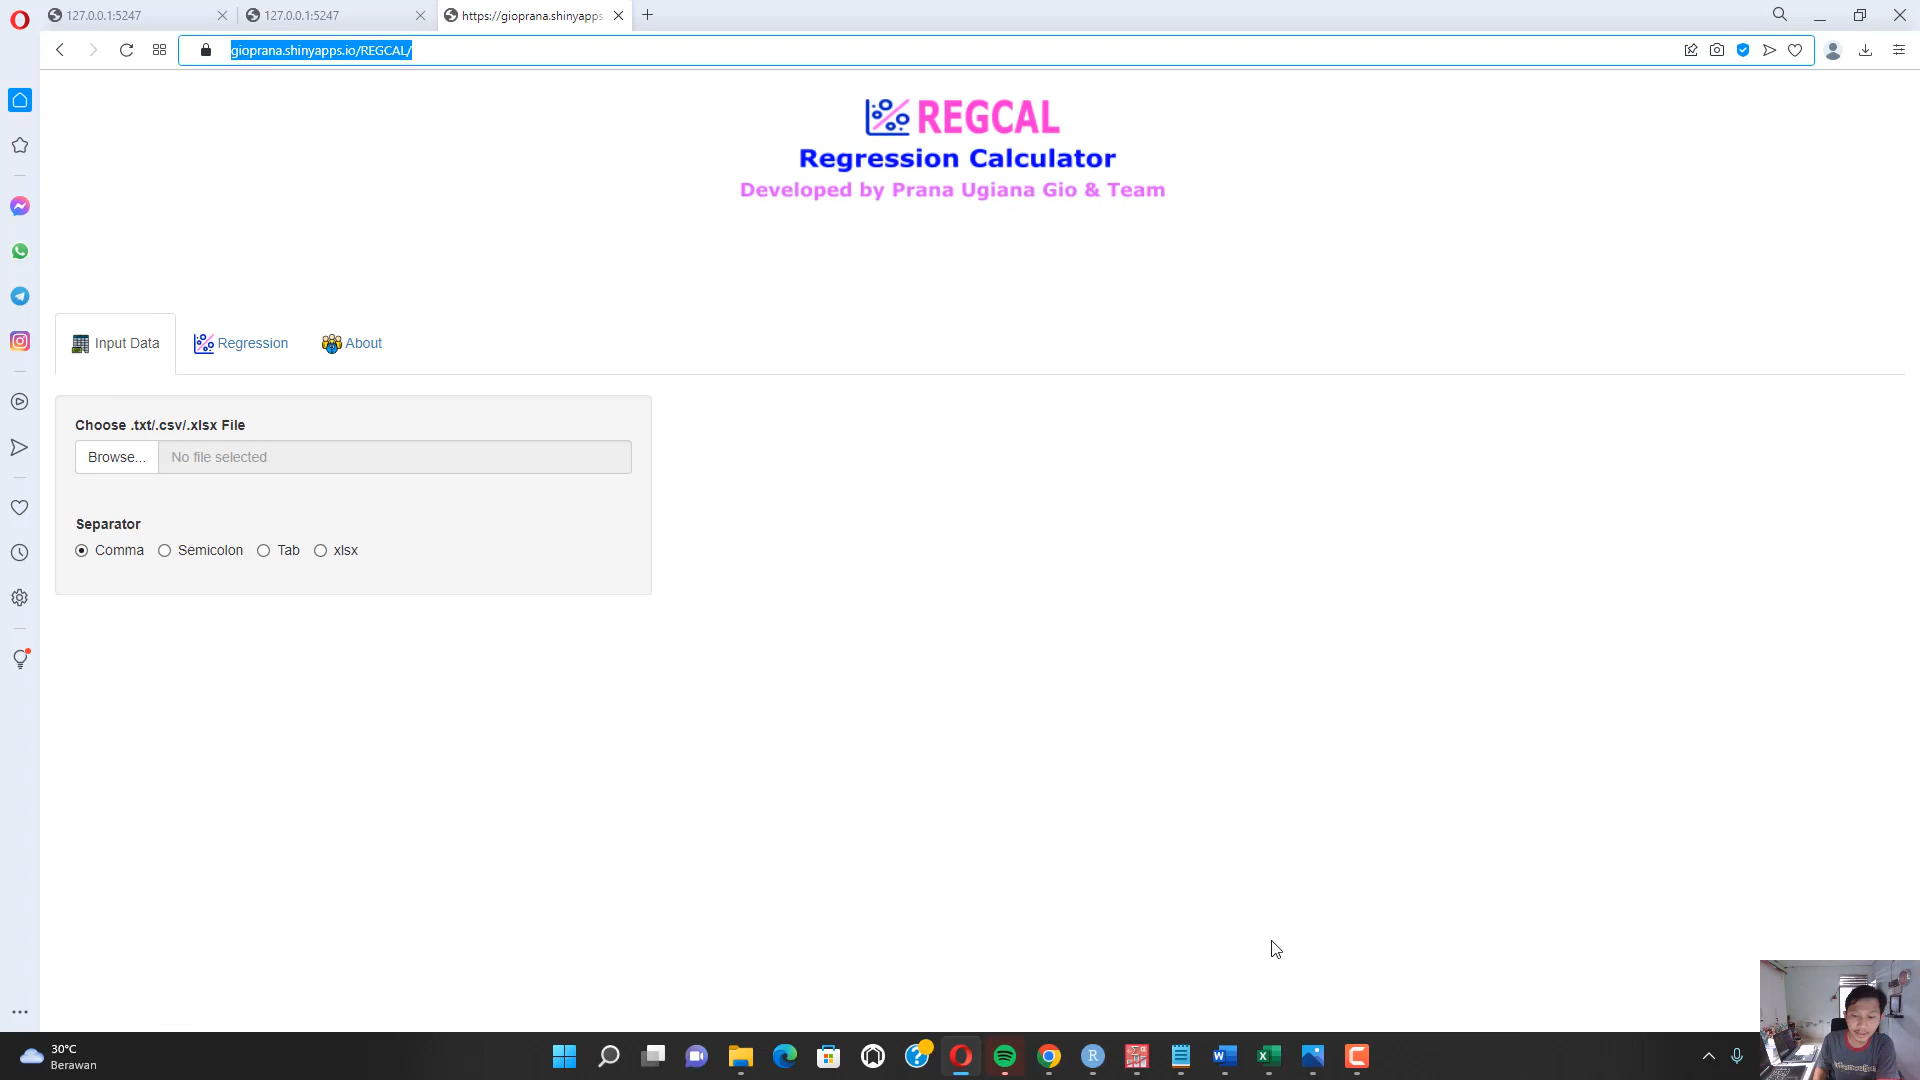 127.0.0.1:5247
127.0.0.1:5247
https://gioprana.shinyapps
gioprana.shinyapps.io/REGCAL/
REGCAL
Regression Calculator
Developed by Prana Ugiana Gio & Team
Input Data
Regression
About
Choose .txt/.csv/.xlsx File
Browse...
No file selected
Separator
Comma
Semicolon
Tab
xlsx
30°C
Berawan